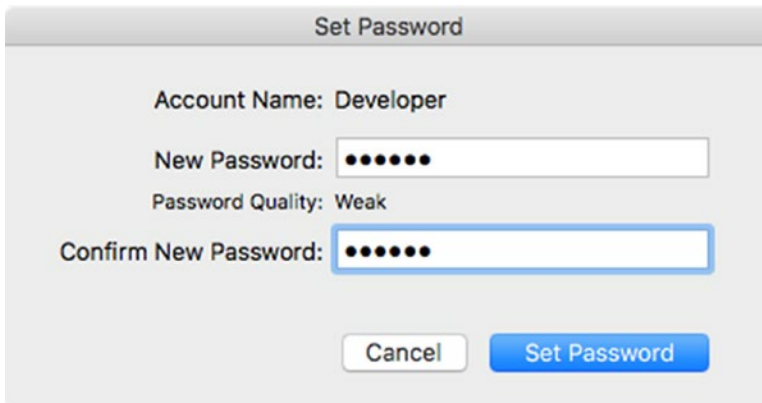 Set Password
Account Name: Developer
New Password: ●●●●●●
Password Quality: Weak
Confirm New Password: ●●●●●●
Cancel Set Password